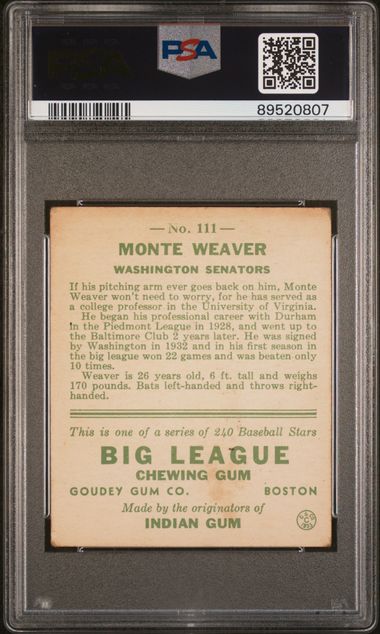 PSA
PSA
89520807
— No. 111 —
MONTE WEAVER
WASHINGTON SENATORS
If his pitching arm ever goes back on him, Monte
Weaver won't need to worry, for he has served as
a college professor in the University of Virginia.
He began his professional career with Durham
in the Piedmont League in 1928, and went up to
the Baltimore Club 2 years later. He was signed
by Washington in 1932 and in his first season in
the big league won 22 games and was beaten only
10 times.
Weaver is 26 years old, 6 ft. tall and weighs
170 pounds. Bats left-handed and throws right-
handed.
This is one of a series of 240 Baseball Stars
BIG LEAGUE
CHEWING GUM
GOUDEY GUM CO. BOSTON
Made by the originators of
INDIAN GUM